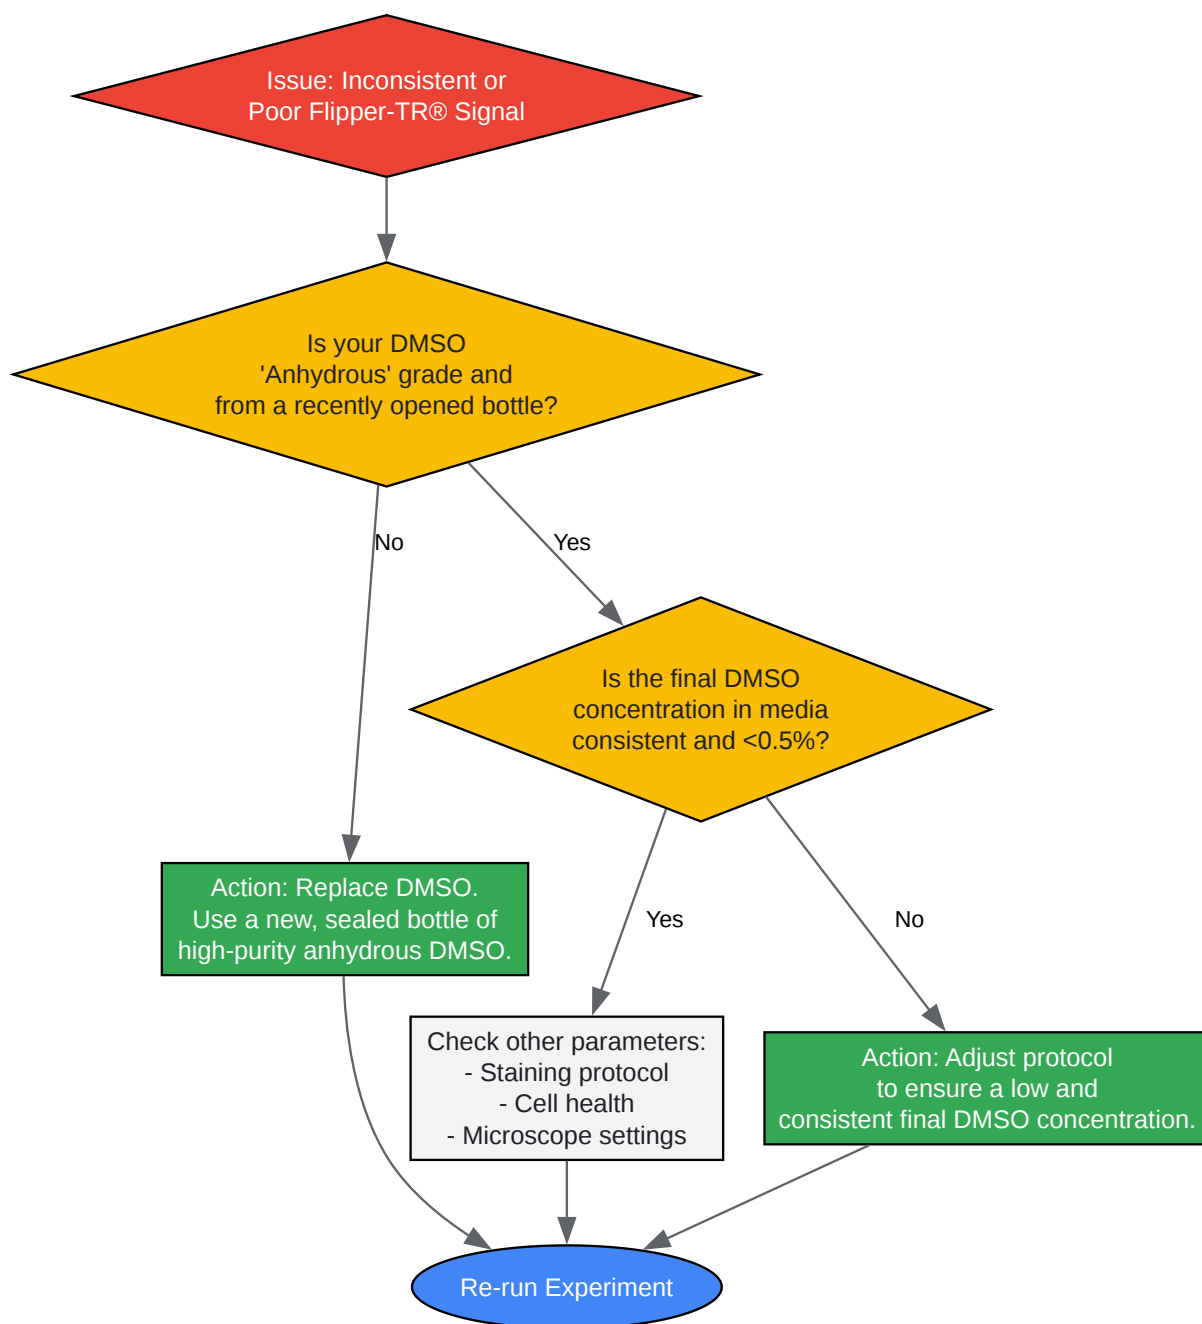 Issue: Inconsistent or
Poor Flipper-TR® Signal
Is your DMSO
'Anhydrous' grade and
from a recently opened bottle?
No
Yes
Is the final DMSO
concentration in media
consistent and <0.5%?
Action: Replace DMSO.
Use a new, sealed bottle of
high-purity anhydrous DMSO.
Yes
No
Check other parameters:
- Staining protocol
- Cell health
- Microscope settings
Action: Adjust protocol
to ensure a low and
consistent final DMSO concentration.
Re-run Experiment